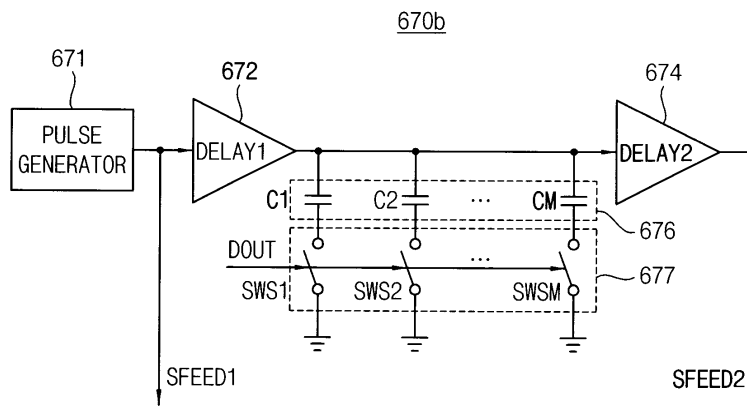 670b
671
672
674
PULSE
GENERATOR
DELAY1
DELAY2
C1
C2
...
CM
676
DOUT
...
677
SWS1
SWS2
SWSM
SFEED1
SFEED2